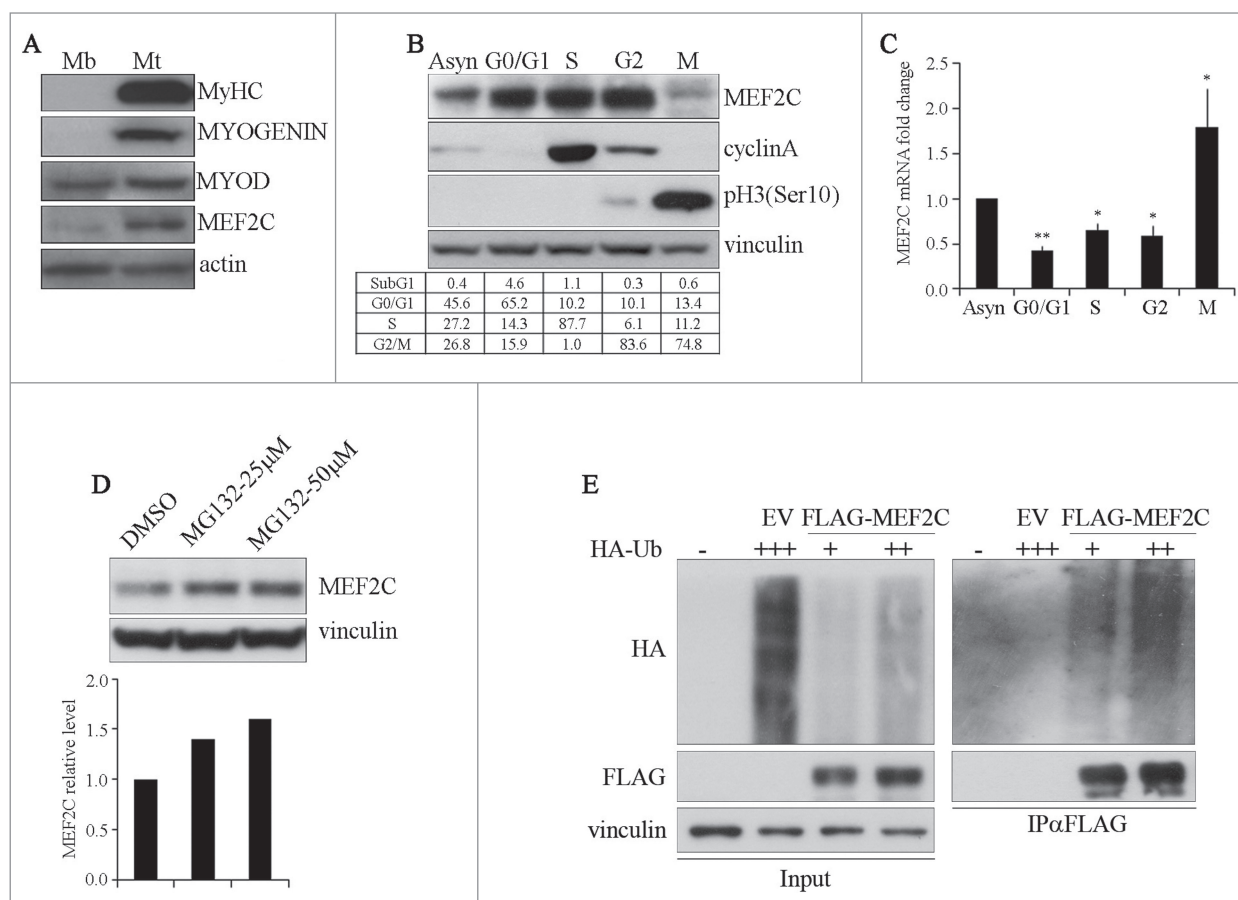 A
Mb Mt
MyHC
MYOGENIN
MYOD
MEF2C
actin
B
Asyn G0/G1 S G2 M
MEF2C
cyclinA
pH3(Ser10)
vinculin
SubG1 0.4 4.6 1.1 0.3 0.6
G0/G1 45.6 65.2 10.2 10.1 13.4
S 27.2 14.3 87.7 6.1 11.2
G2/M 26.8 15.9 1.0 83.6 74.8
C
MEF2C mRNA fold change
2.5
2.0
1.5
1.0
0.5
0.0
** * * *
Asyn G0/G1 S G2 M
D
DMSO
MG132-25µM
MG132-50µM
MEF2C
vinculin
MEF2C relative level
2.0
1.5
1.0
0.5
0.0
E
EV FLAG-MEF2C EV FLAG-MEF2C
HA-Ub - +++ + ++ - +++ + ++
HA
FLAG
vinculin
Input
IPαFLAG